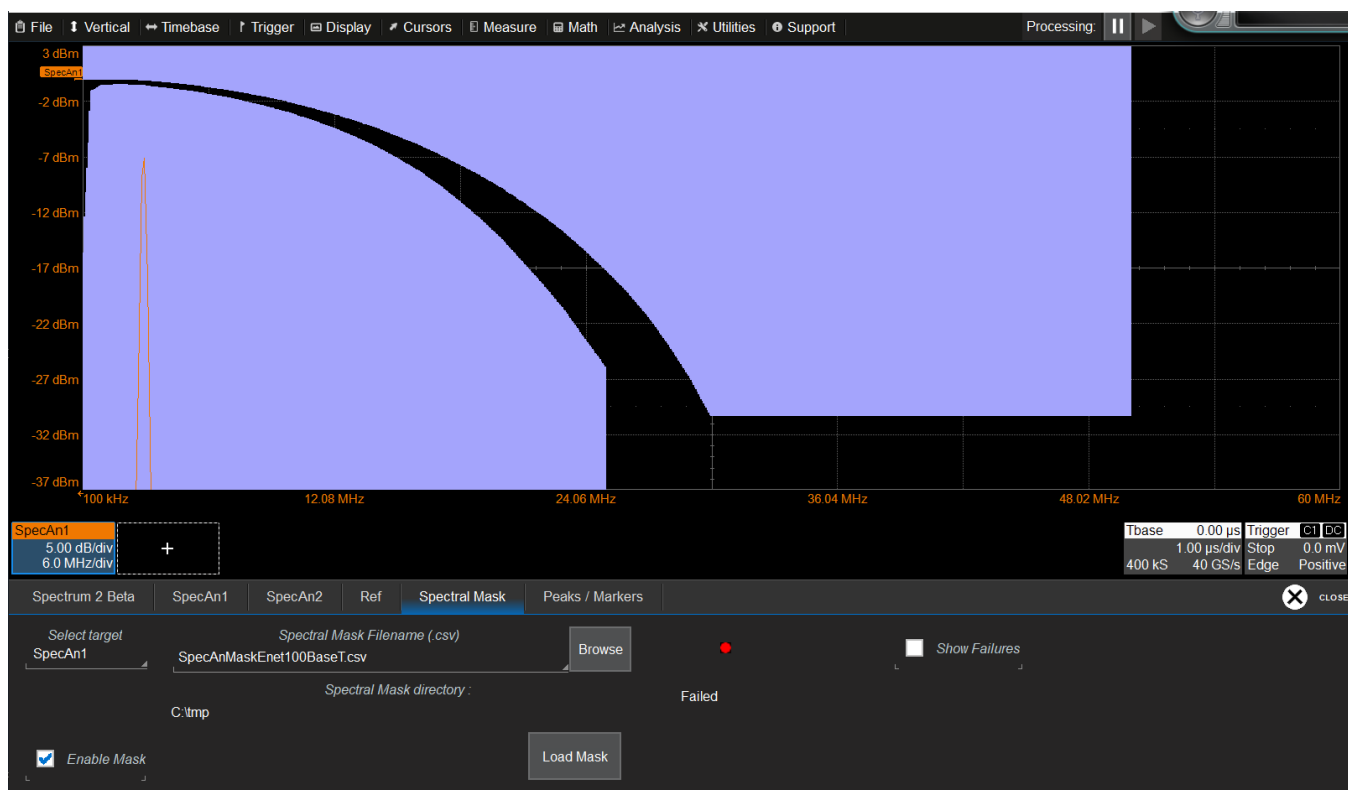 File Vertical Timebase Trigger Display Cursors Measure Math Analysis Utilities Support Processing:
3 dBm
SpecAn1
-2 dBm
-7 dBm
-12 dBm
-17 dBm
-22 dBm
-27 dBm
-32 dBm
-37 dBm
100 kHz 12.08 MHz 24.06 MHz 36.04 MHz 48.02 MHz 60 MHz
SpecAn1
5.00 dB/div
6.0 MHz/div
+
Tbase 0.00 µs
1.00 µs/div
400 kS 40 GS/s
Trigger C1 DC
Stop 0.0 mV
Edge Positive
Spectrum 2 Beta SpecAn1 SpecAn2 Ref Spectral Mask Peaks / Markers CLOSE
Select target
SpecAn1
Spectral Mask Filename (.csv)
SpecAnMaskEnet100BaseT.csv
Browse
Show Failures
Spectral Mask directory :
C:\tmp
Failed
Enable Mask
Load Mask